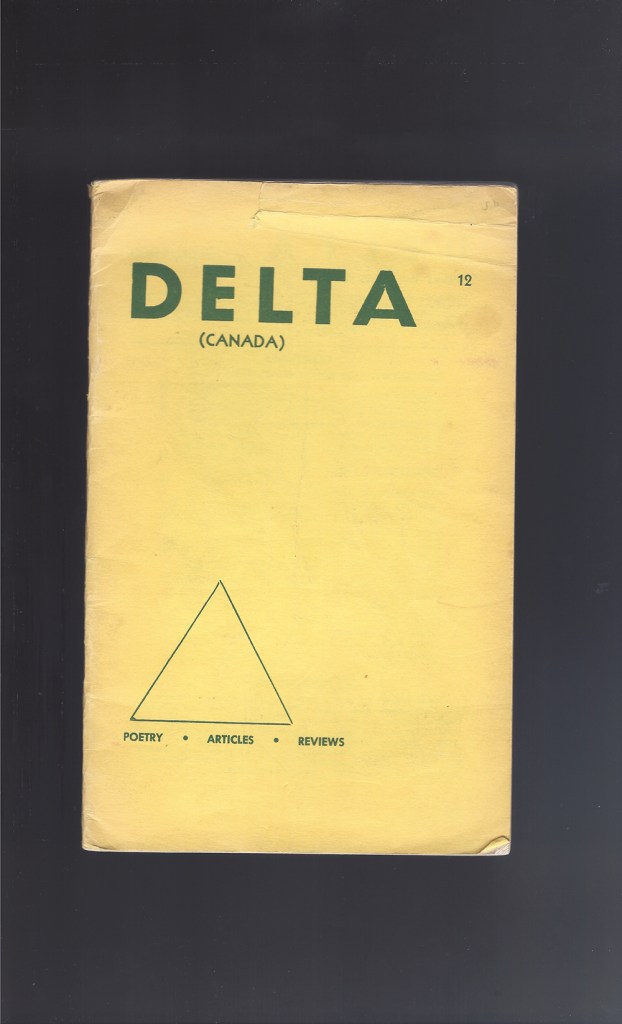 DELTA 12
(CANADA)
POETRY • ARTICLES • REVIEWS